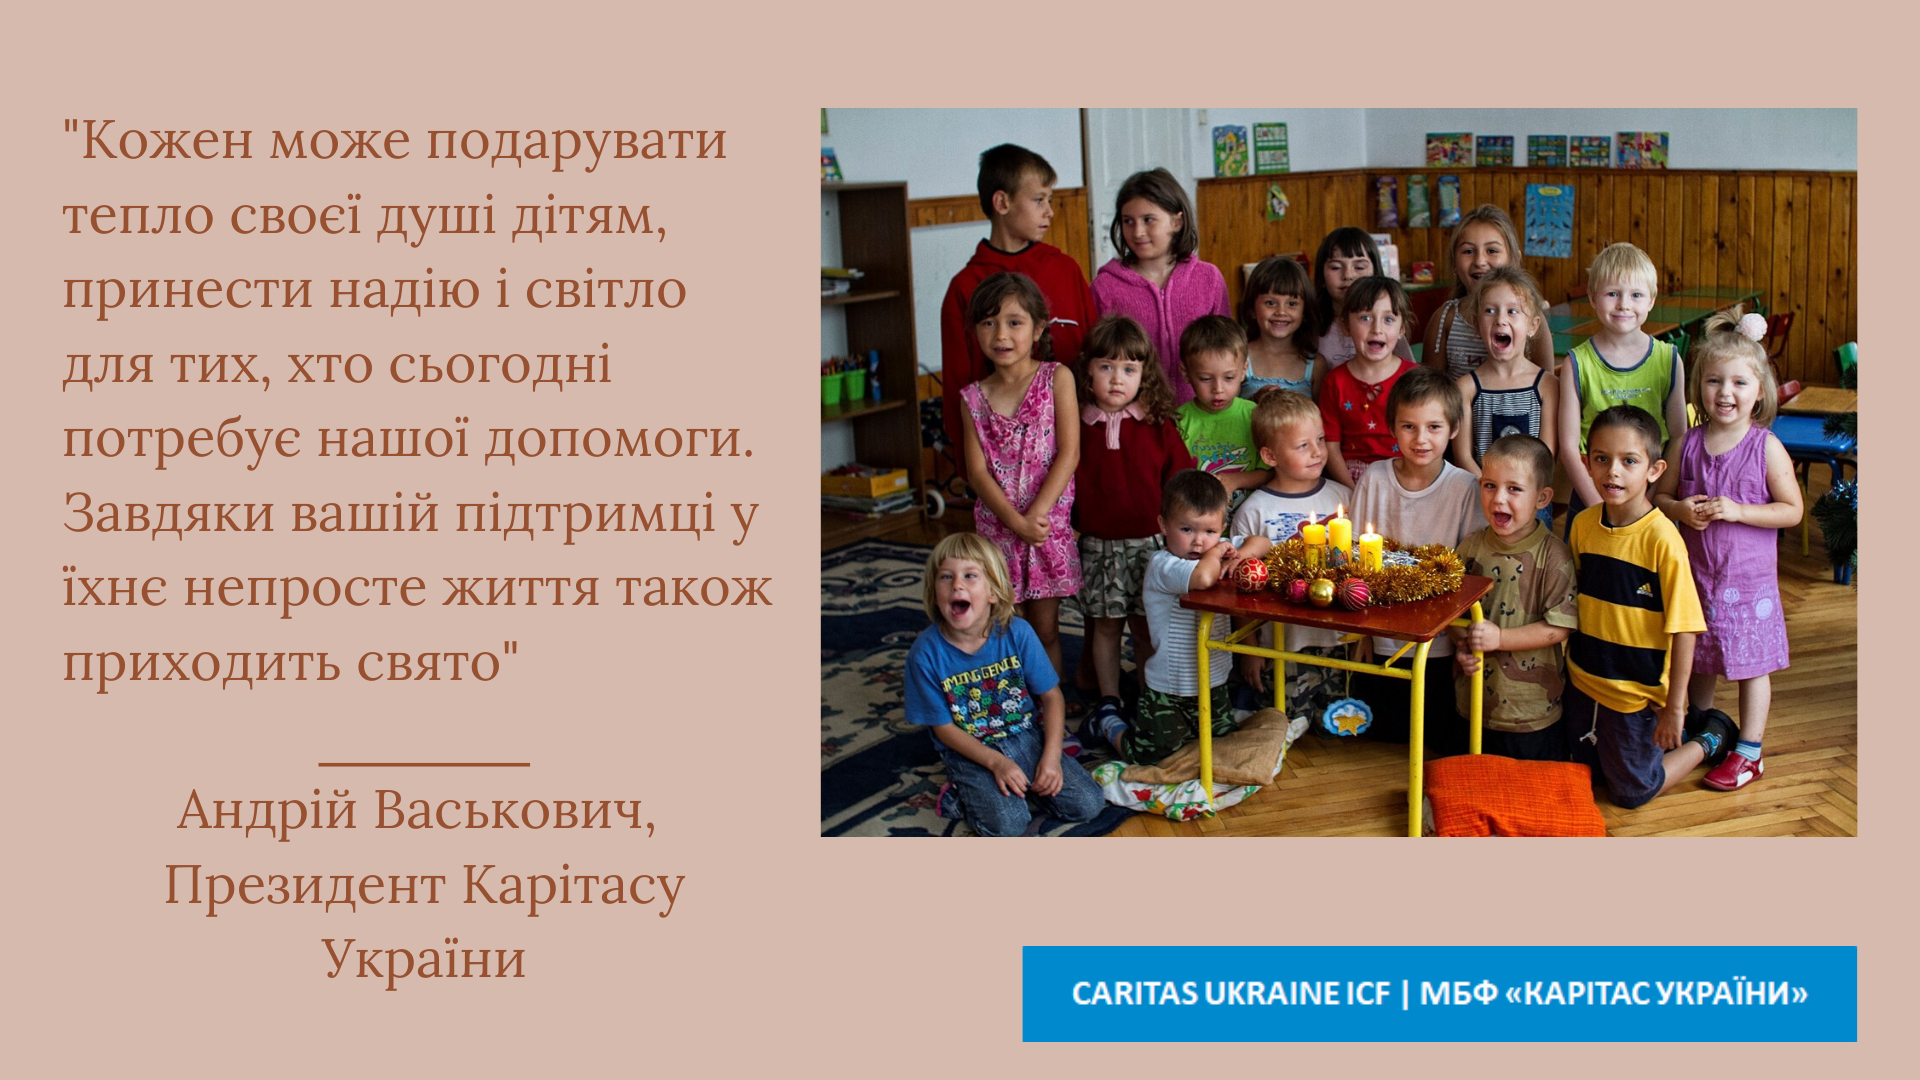 "Кожен може подарувати
тепло своєї душі дітям,
принести надію і світло
для тих, хто сьогодні
потребує нашої допомоги.
Завдяки вашій підтримці у
їхнє непросте життя також
приходить свято"
Андрій Васькович,
Президент Карітасу
України
CARITAS UKRAINE ICF | МБФ «КАРІТАС УКРАЇНИ»